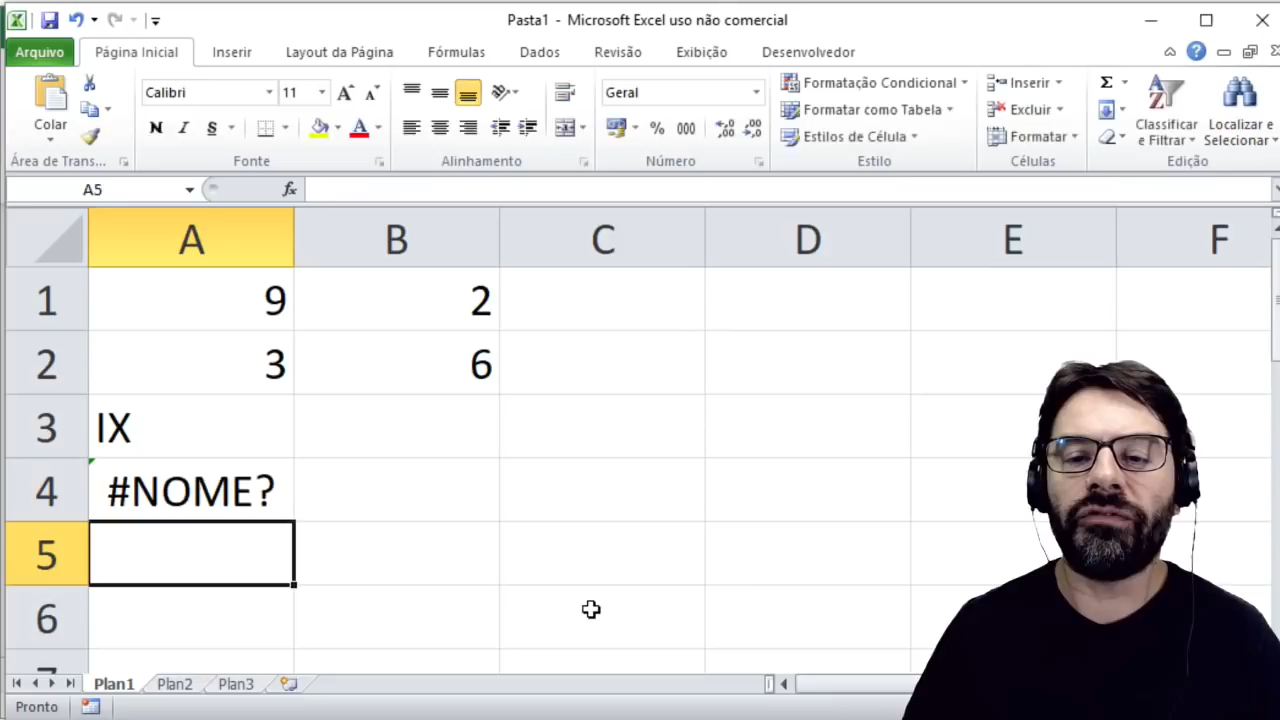 Pasta1 - Microsoft Excel uso não comercial
Arquivo Página Inicial Inserir Layout da Página Fórmulas Dados Revisão Exibição Desenvolvedor
Colar
Calibri 11
N I S
Geral
% 000
Formatação Condicional
Formatar como Tabela
Estilos de Célula
Inserir
Excluir
Formatar
Σ
Classificar e Filtrar
Localizar e Selecionar
Área de Trans... Fonte Alinhamento Número Estilo Células Edição
A5 fx
A B C D E F
1 9 2
2 3 6
3 IX
4 #NOME?
5
6
Plan1 Plan2 Plan3
Pronto